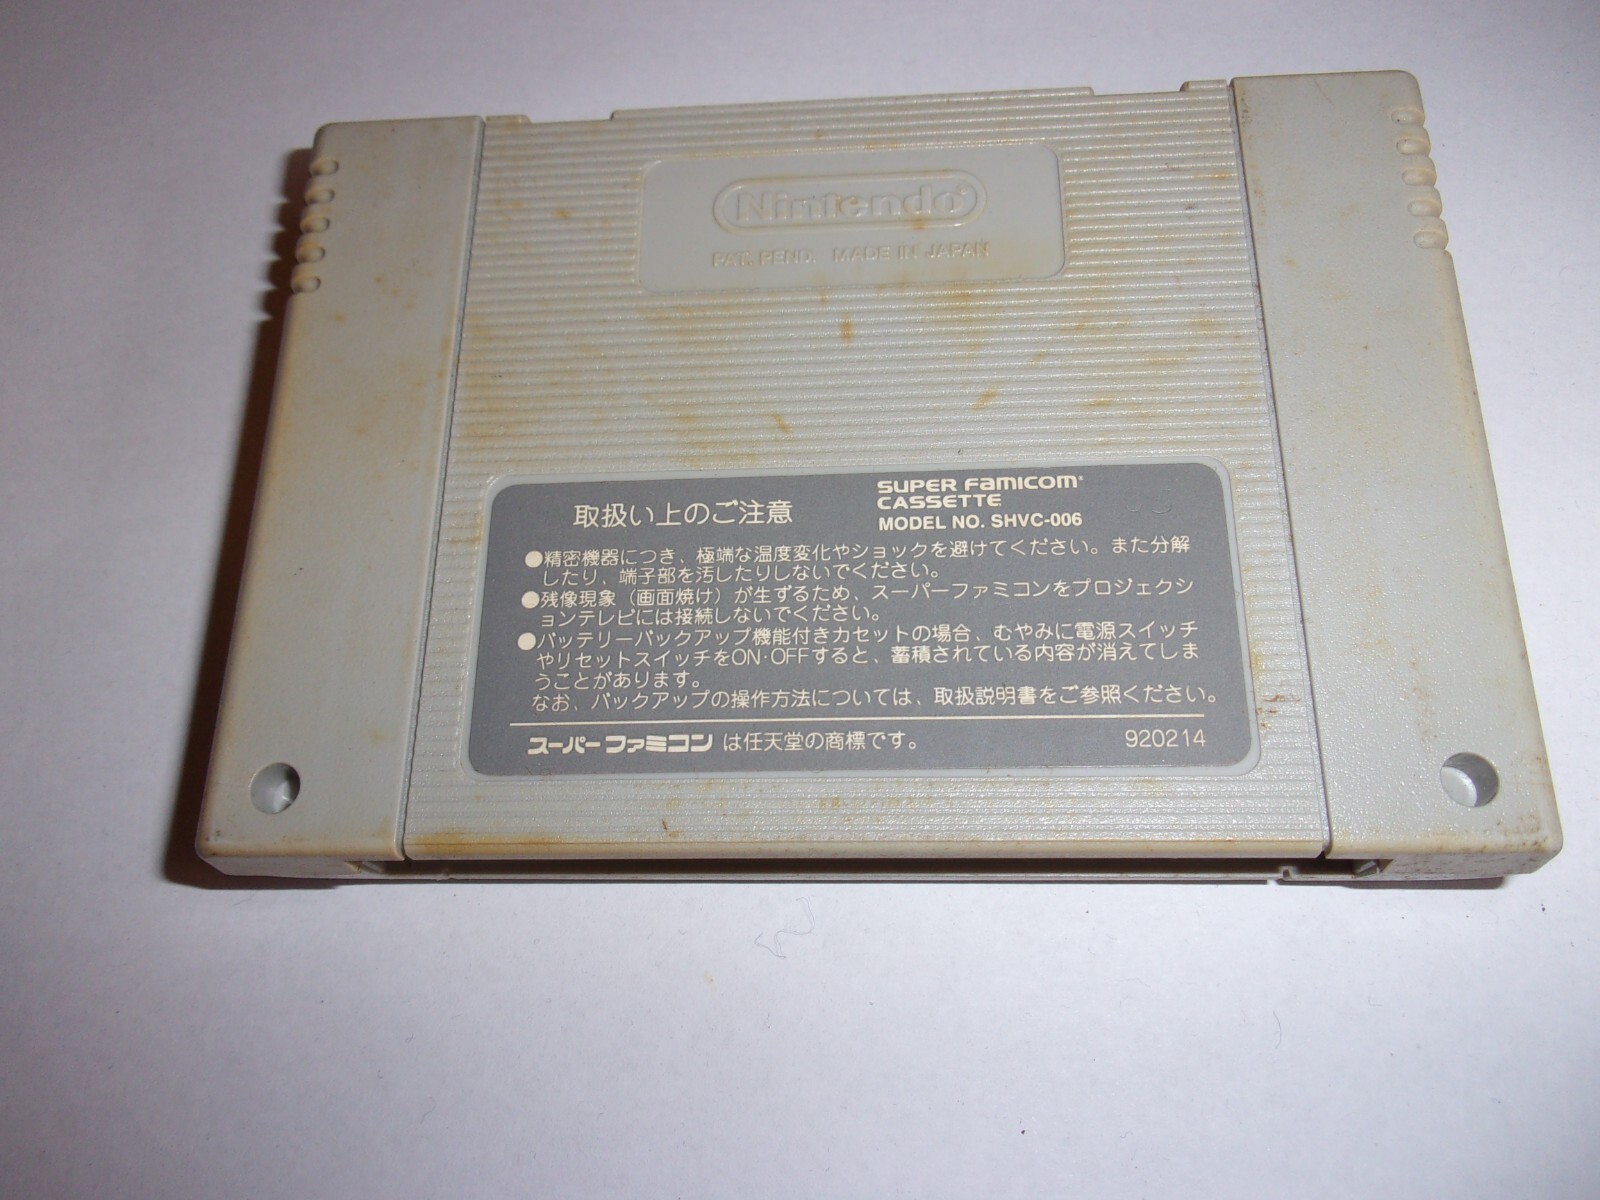 Nintendo
PAT. PEND. MADE IN JAPAN
取扱い上のご注意
SUPER FAMICOM
CASSETTE
MODEL NO. SHVC-006
●精密機器につき、極端な温度変化やショックを避けてください。また分解
したり、端子部を汚したりしないでください。
●残像現象（画面焼け）が生ずるため、スーパーファミコンをプロジェクシ
ョンテレビには接続しないでください。
●バッテリーバックアップ機能付きカセットの場合、むやみに電源スイッチ
やリセットスイッチをON·OFFすると、蓄積されている内容が消えてしま
うことがあります。
なお、バックアップの操作方法については、取扱説明書をご参照ください。
スーパーファミコン は任天堂の商標です。
920214